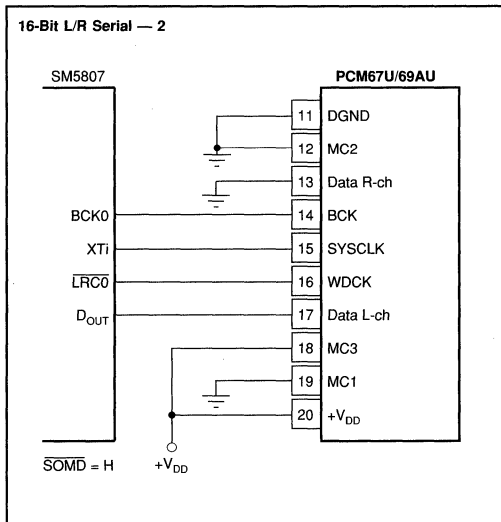 16-Bit L/R Serial — 2
SM5807
PCM67U/69AU
11 DGND
12 MC2
13 Data R-ch
BCK0 14 BCK
XTi 15 SYSCLK
LRC0 16 WDCK
DOUT 17 Data L-ch
18 MC3
19 MC1
20 +VDD
SOMD = H
+VDD